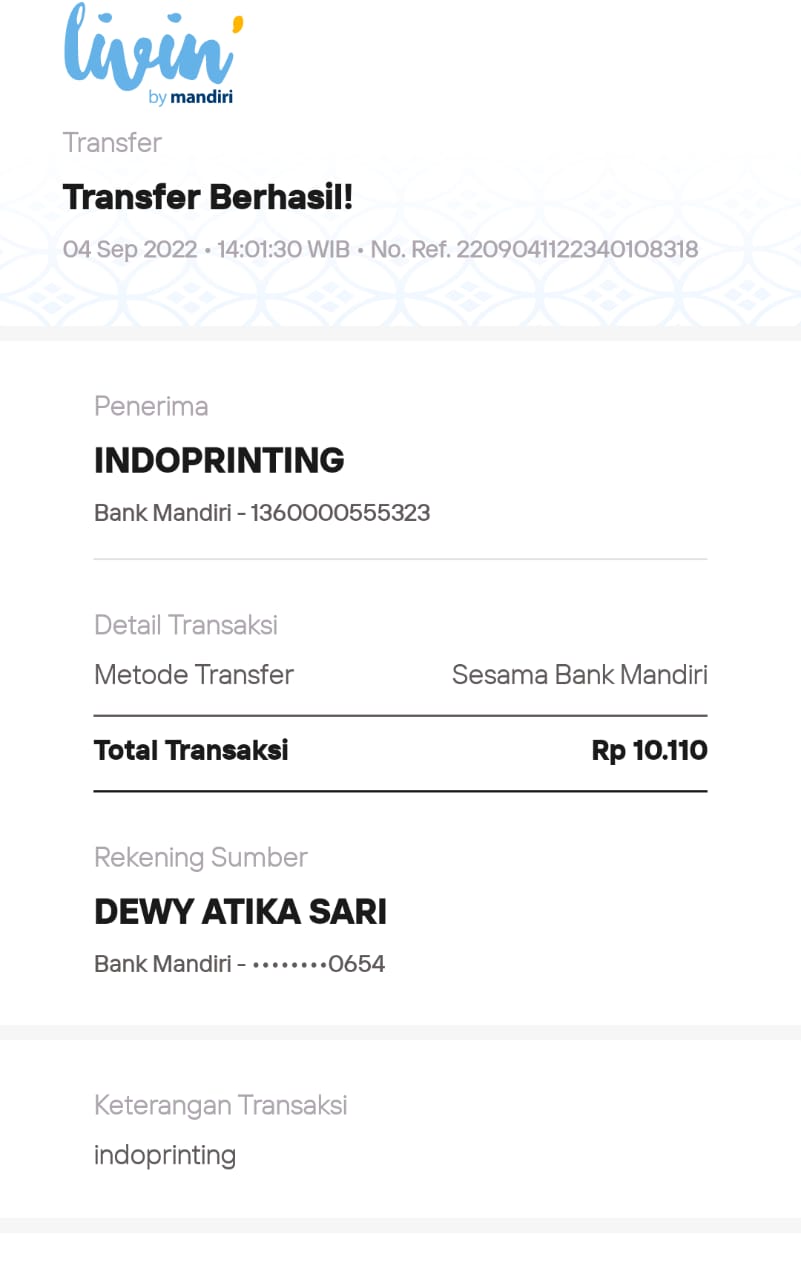 livin'
by mandiri
Transfer
Transfer Berhasil!
04 Sep 2022 • 14:01:30 WIB • No. Ref. 2209041122340108318
Penerima
INDOPRINTING
Bank Mandiri - 1360000555323
Detail Transaksi
Metode Transfer Sesama Bank Mandiri
Total Transaksi Rp 10.110
Rekening Sumber
DEWY ATIKA SARI
Bank Mandiri - ••••••••0654
Keterangan Transaksi
indoprinting